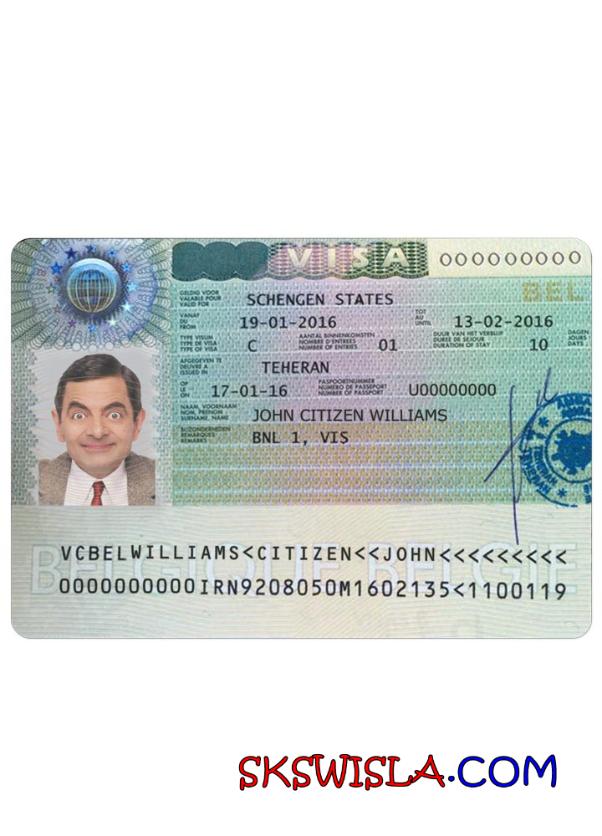 VISA 000000000
BEL
GELDIG VOOR
VALABLE POUR
VALID FOR
SCHENGEN STATES
VANAF
DU
FROM
19-01-2016
TOT
AU
UNTIL
13-02-2016
TYPE VISUM
TYPE DE VISA
TYPE OF VISA
C
AANTAL BINNENKOMSTEN
NOMBRE D'ENTREES
NUMBER OF ENTRIES
01
DUUR VAN HET VERBLIJF
DUREE DE SEJOUR
DURATION OF STAY
10
DAGEN
JOURS
DAYS
AFGEGEVEN TE
DELIVRE A
ISSUED IN
TEHERAN
OP
LE
ON
17-01-16
PASPOORTNUMMER
NUMERO DE PASSEPORT
NUMBER OF PASSPORT
U00000000
NAAM, VOORNAAM
NOM, PRENOM
SURNAME, NAME
JOHN CITIZEN WILLIAMS
BIJZONDERHEDEN
REMARQUES
REMARKS
BNL 1, VIS
BELGIQUE BELGIE
VCBELWILLIAMS<CITIZEN<<JOHN<<<<<<<<<
0000000000IRN9208050M1602135<1100119
SKSWISLA.COM